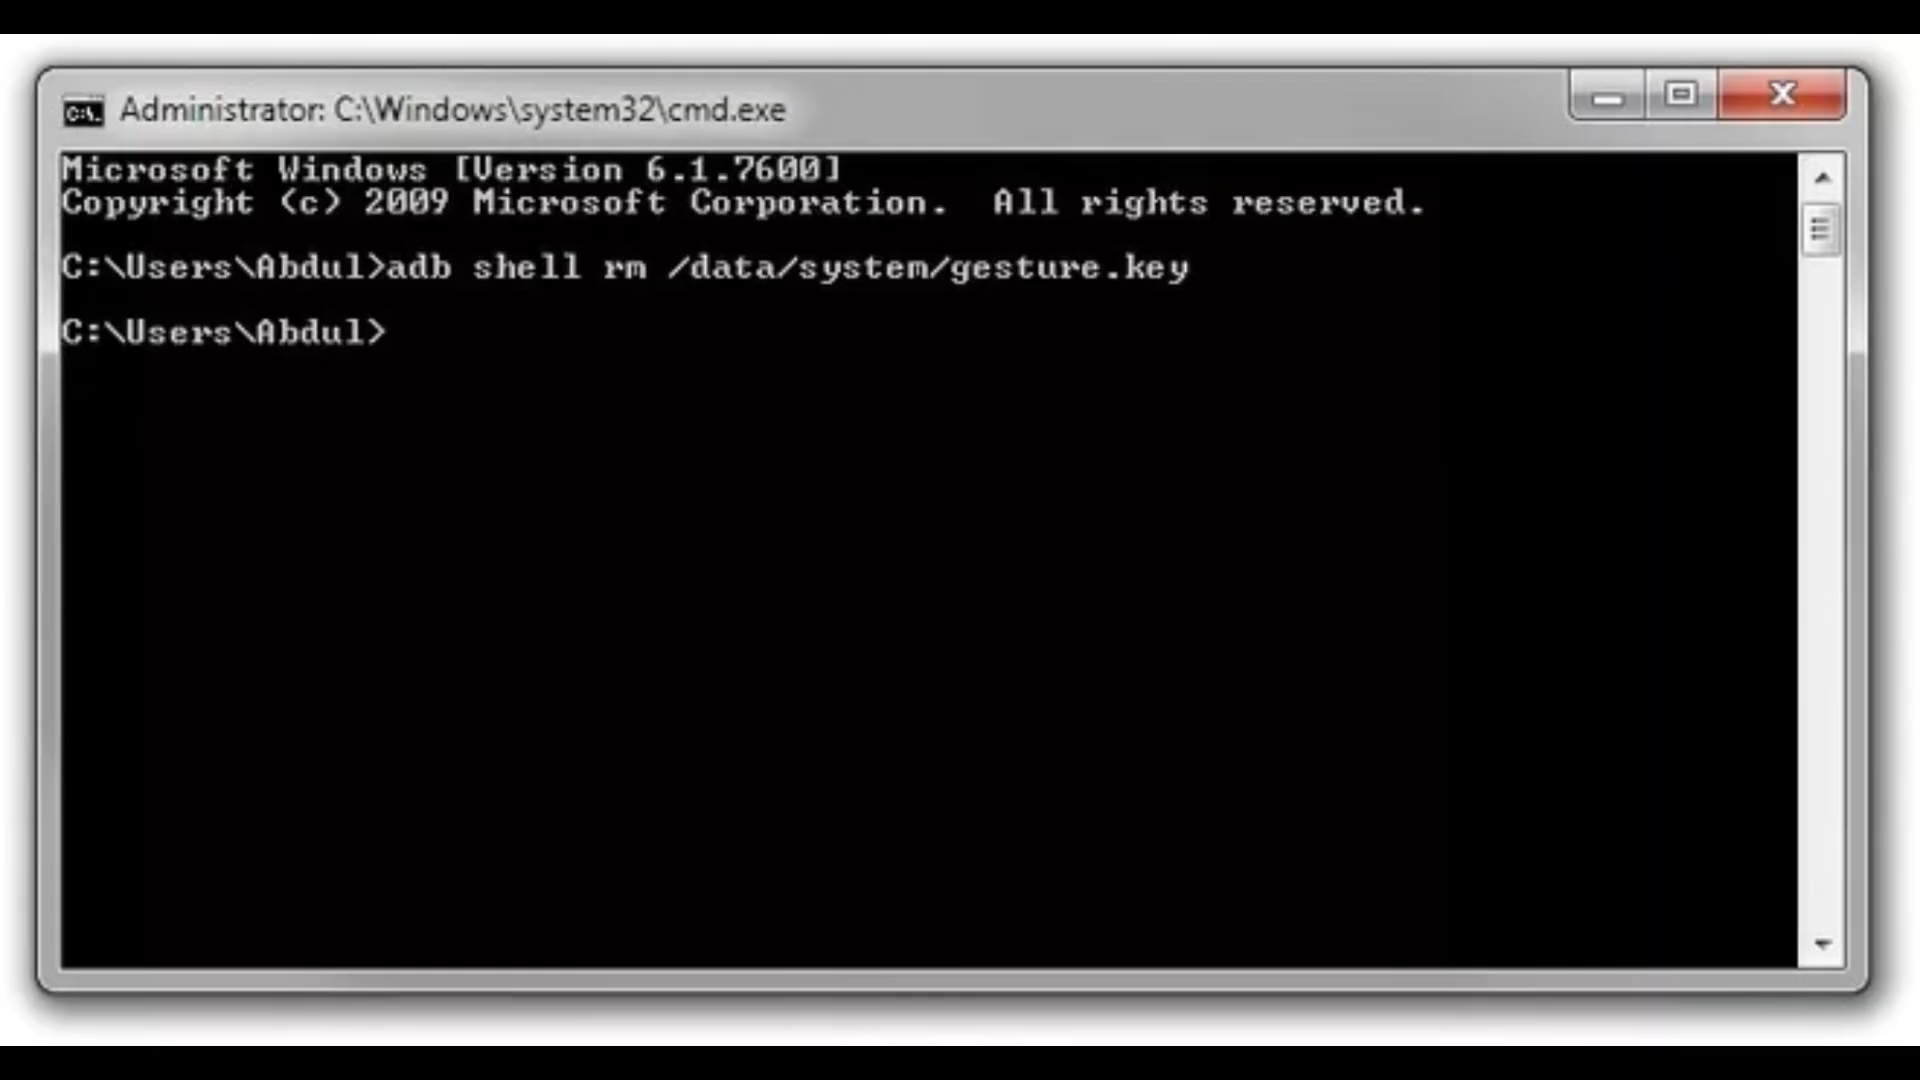 Administrator: C:\Windows\system32\cmd.exe
Microsoft Windows [Version 6.1.7600]
Copyright (c) 2009 Microsoft Corporation.  All rights reserved.
C:\Users\Abdul>adb shell rm /data/system/gesture.key
C:\Users\Abdul>